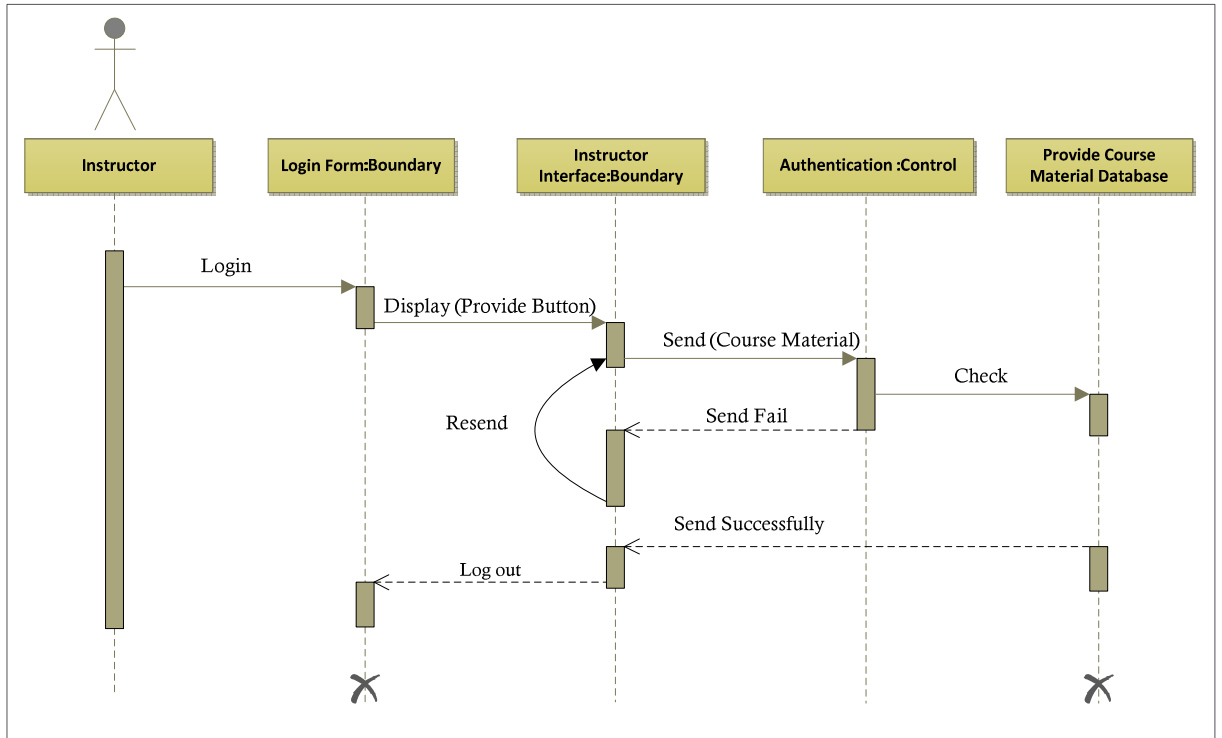 Instructor
Login Form:Boundary
Instructor
Interface:Boundary
Authentication :Control
Provide Course
Material Database
Login
Display (Provide Button)
Send (Course Material)
Check
Send Fail
Resend
Send Successfully
Log out